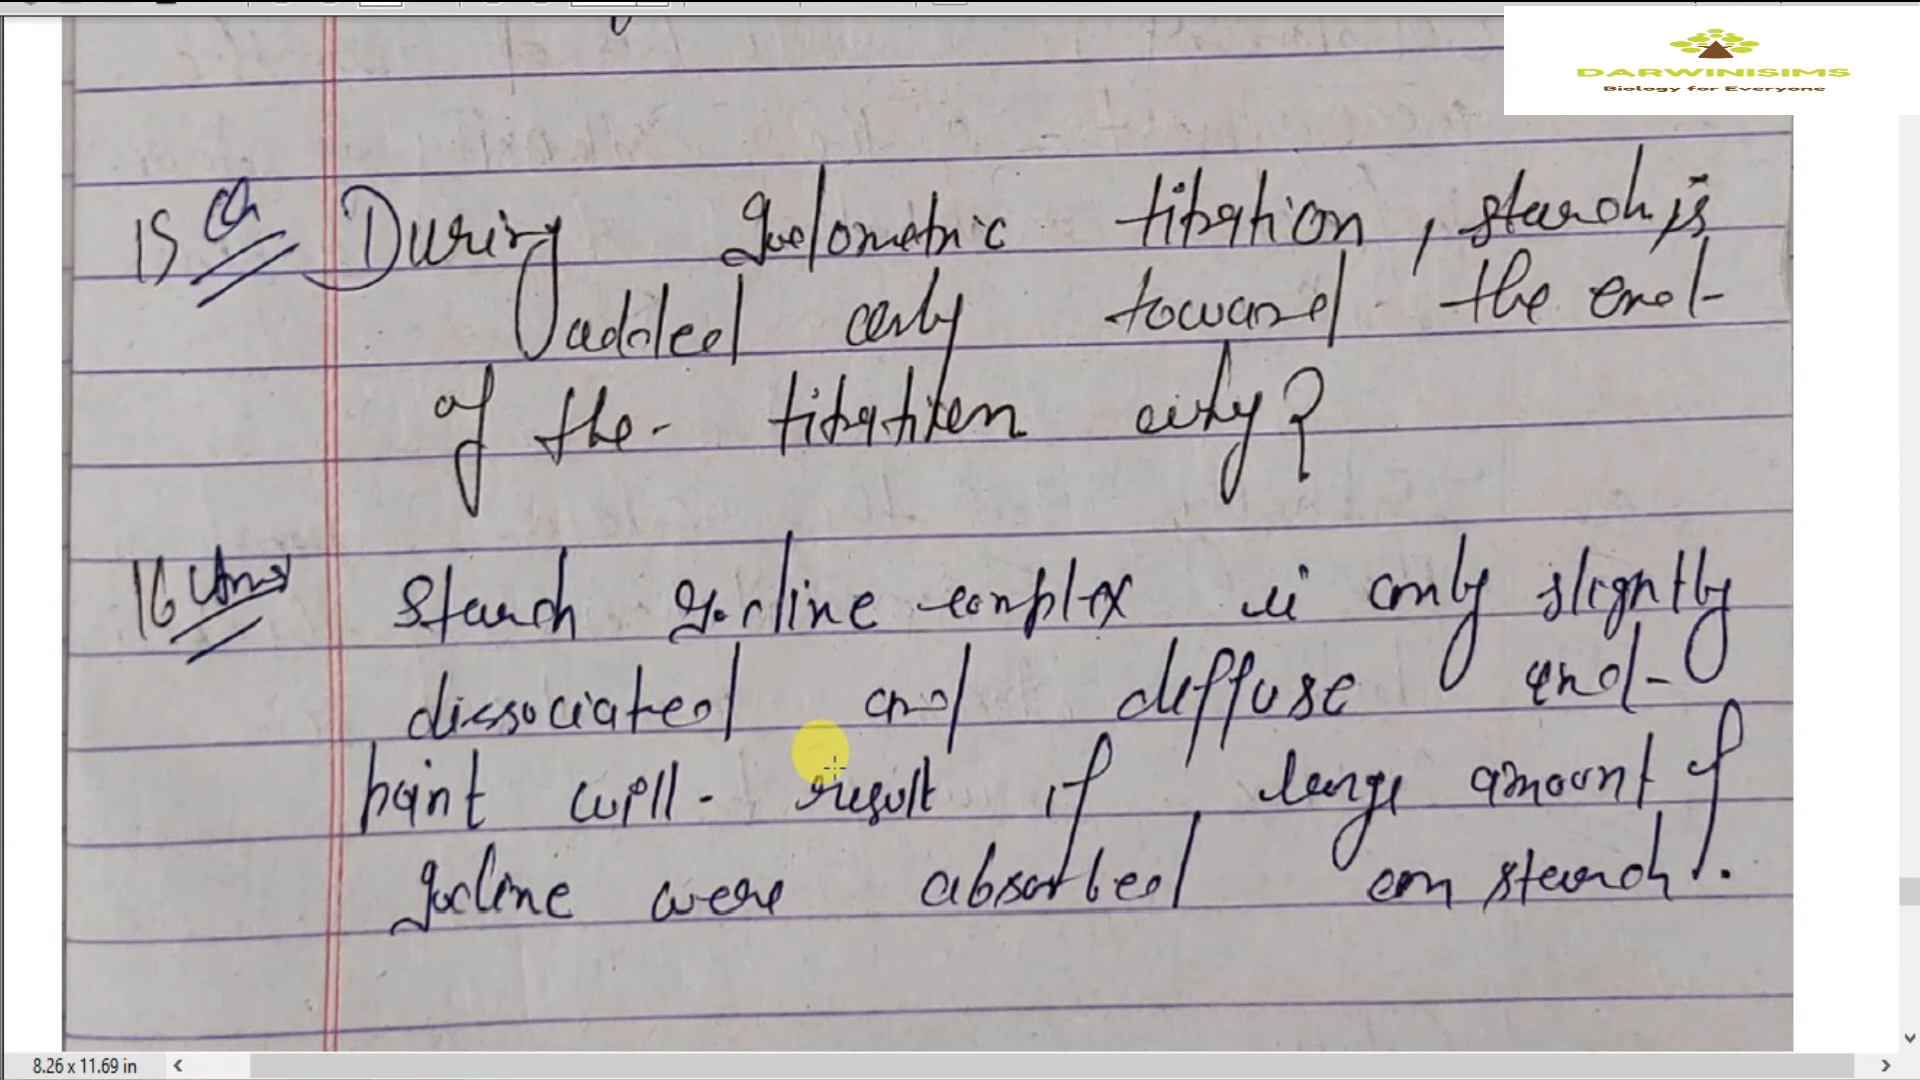 DARWINISIMS
Biology for Everyone
15 Q During Iodometric titration, starch is
added only toward the end
of the titration why?
16 Ans Starch Iodine complex is only slightly
dissociated and diffuse end
point will result if large amount of
Iodine were absorbed on starch.
8.26 x 11.69 in